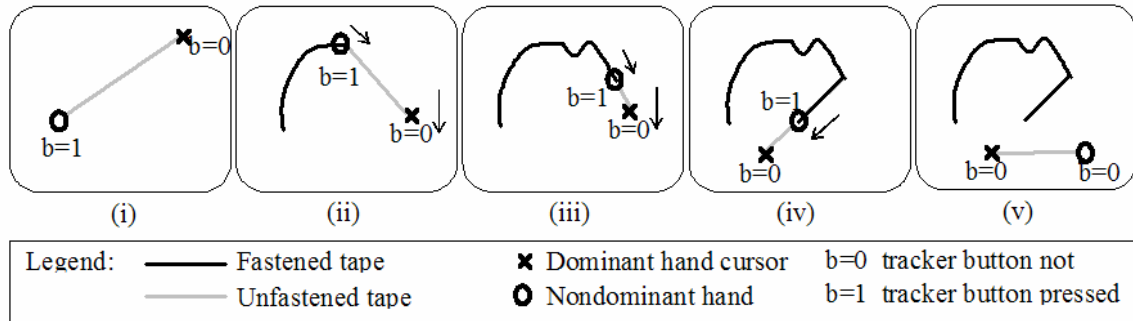 b=0
b=1
b=1
b=0
b=1
b=0
b=1
b=0
b=0
b=0
(i) (ii) (iii) (iv) (v)
Legend: Fastened tape Dominant hand cursor b=0 tracker button not
Unfastened tape Nondominant hand b=1 tracker button pressed